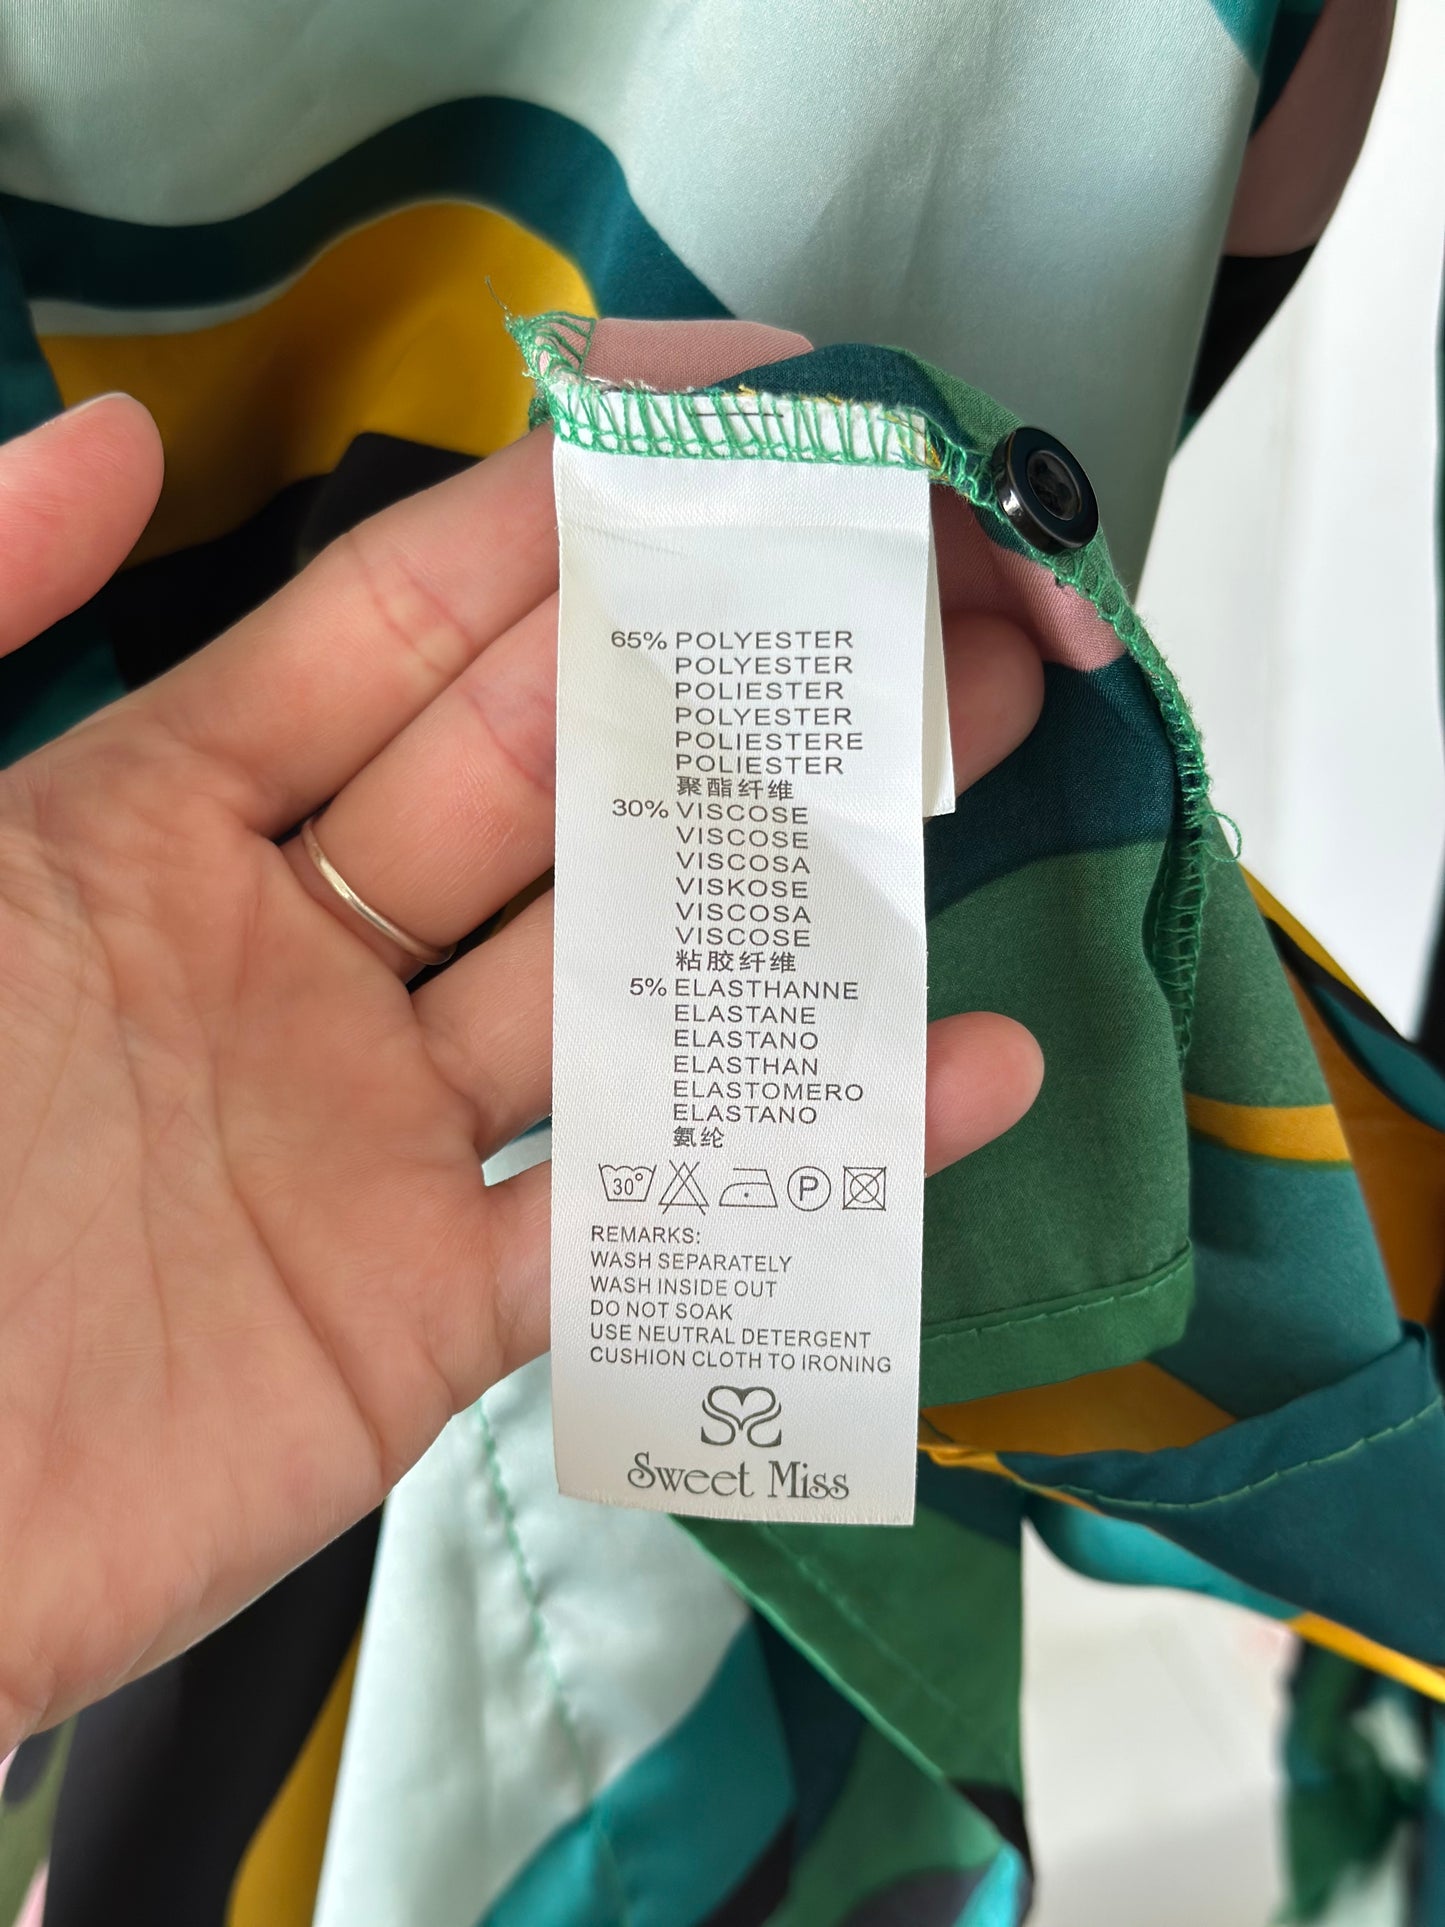 65% POLYESTER
POLYESTER
POLIESTER
POLYESTER
POLIESTERE
POLIESTER
聚酯纤维
30% VISCOSE
VISCOSE
VISCOSA
VISKOSE
VISCOSA
VISCOSE
粘胶纤维
5% ELASTHANNE
ELASTANE
ELASTANO
ELASTHAN
ELASTOMERO
ELASTANO
氨纶
30° P
REMARKS:
WASH SEPARATELY
WASH INSIDE OUT
DO NOT SOAK
USE NEUTRAL DETERGENT
CUSHION CLOTH TO IRONING
Sweet Miss